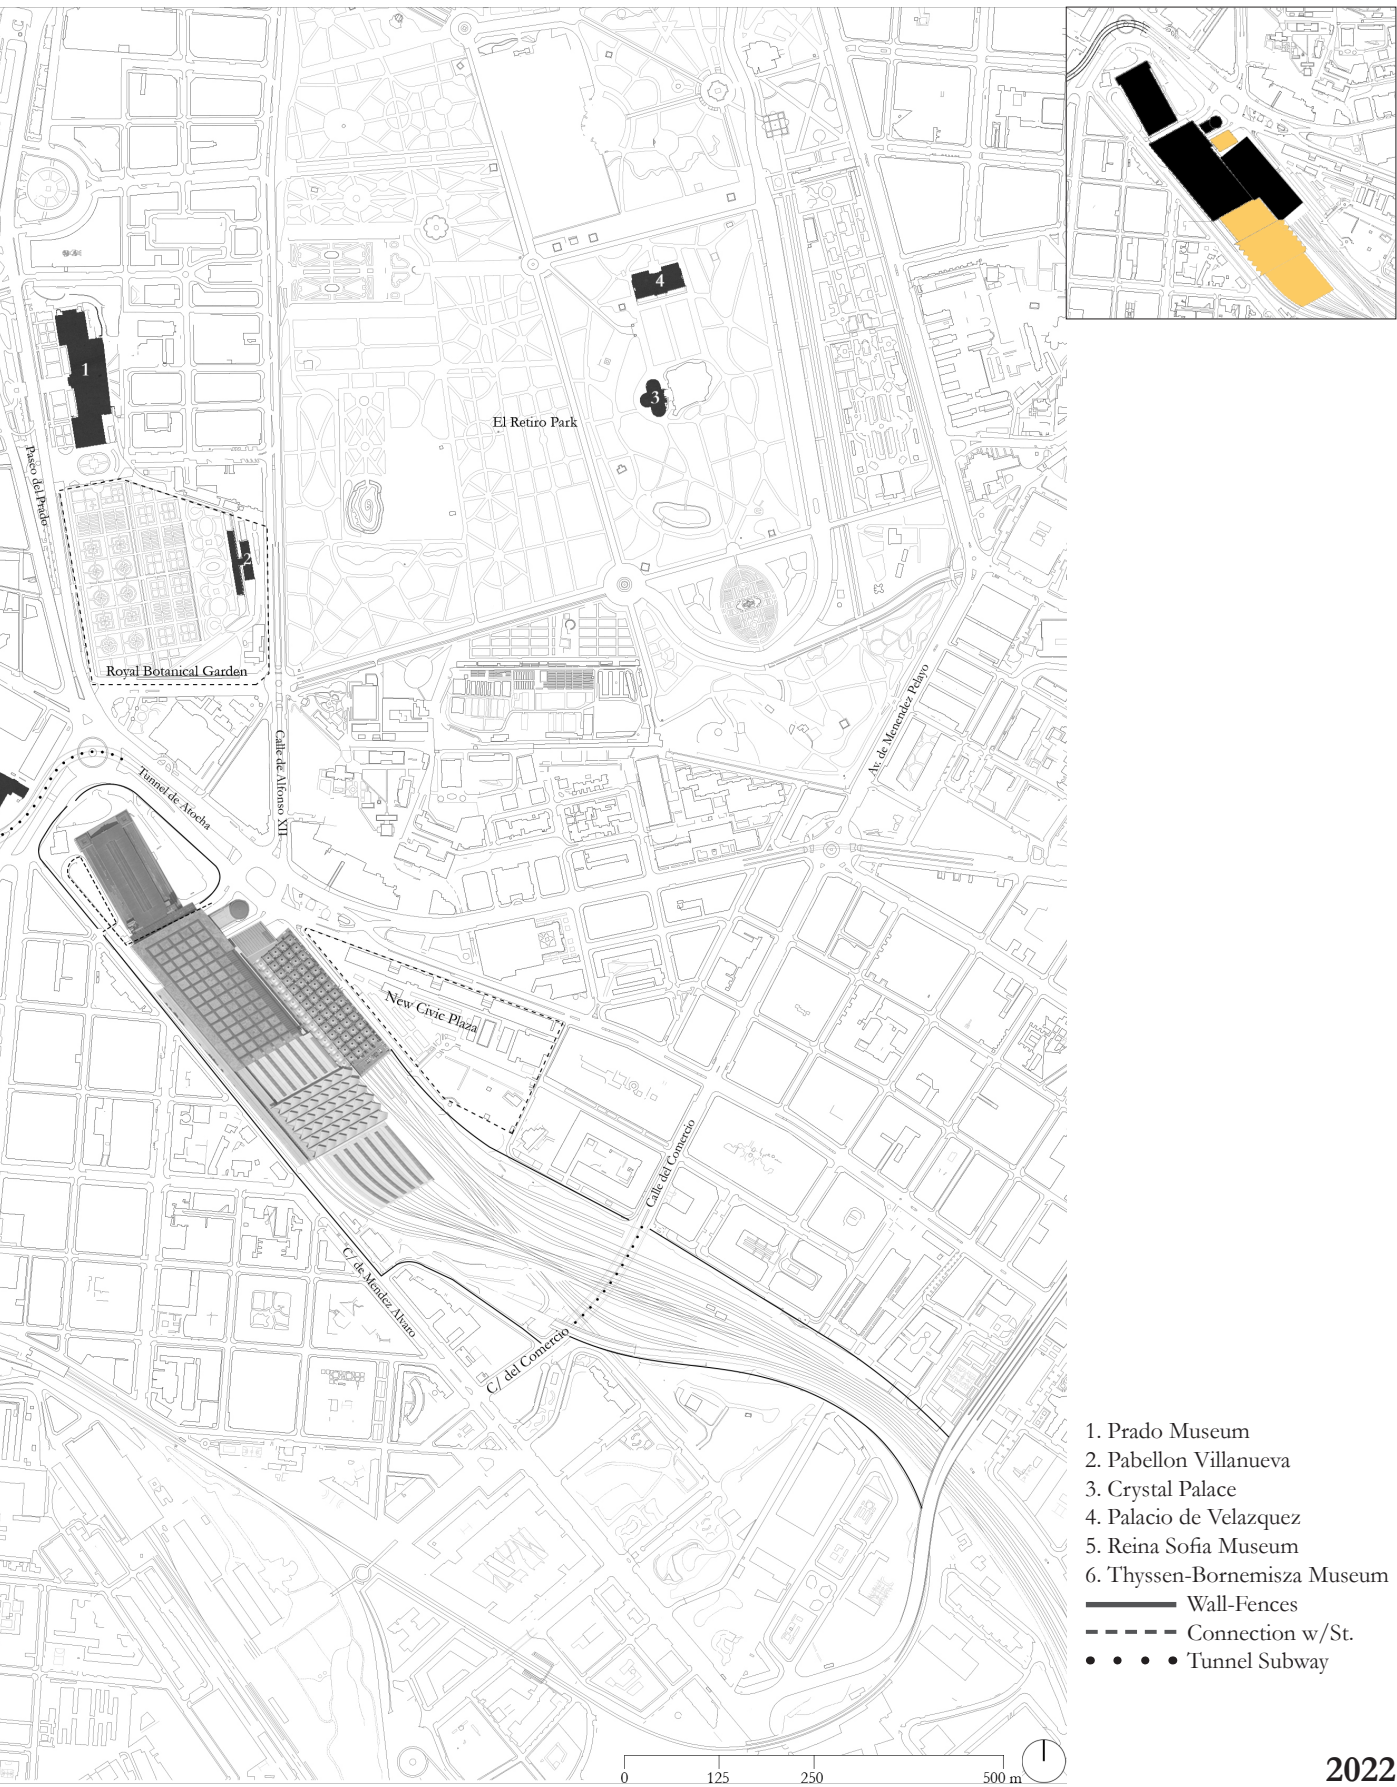 4
1
3
El Retiro Park
Paseo del Prado
2
Royal Botanical Garden
Av. de Menendez Pelayo
Calle de Alfonso XII
Tunnel de Atocha
New Civic Plaza
Calle del Comercio
C/ de Mendez Alvaro
C/ del Comercio
1. Prado Museum
2. Pabellon Villanueva
3. Crystal Palace
4. Palacio de Velazquez
5. Reina Sofia Museum
6. Thyssen-Bornemisza Museum
Wall-Fences
Connection w/St.
Tunnel Subway
0 125 250 500 m
2022